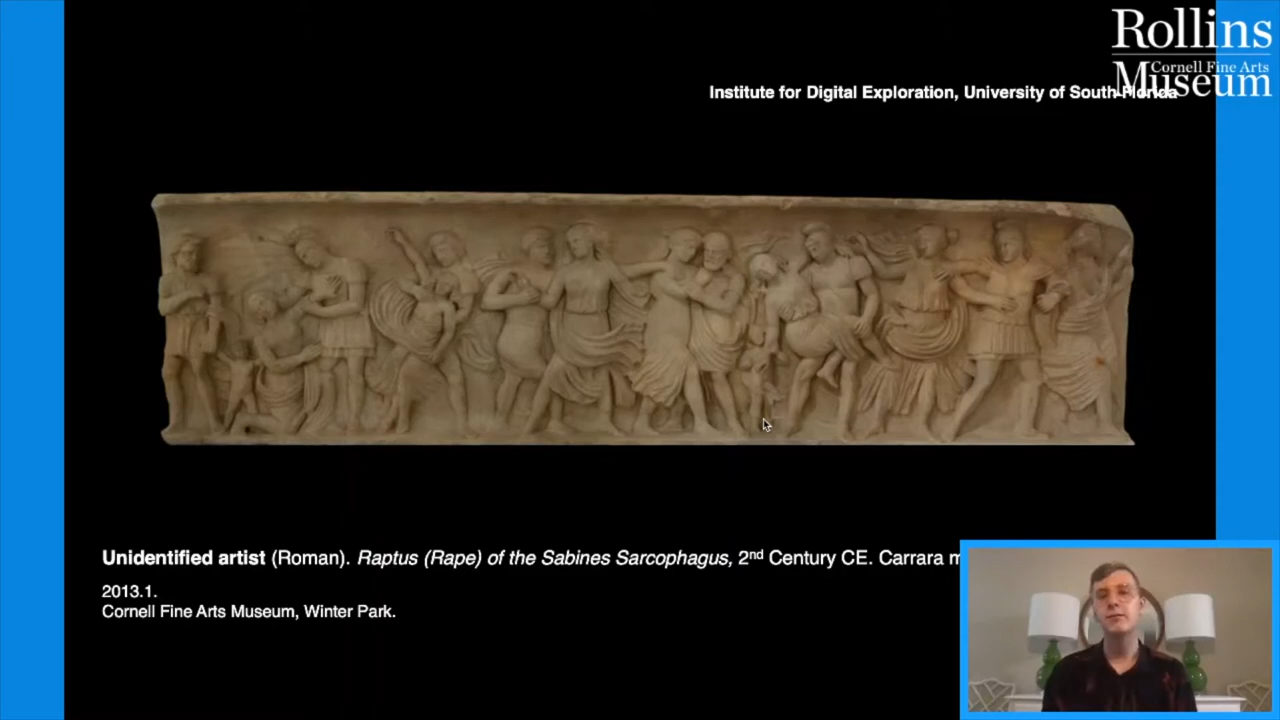 Rollins
Cornell Fine Arts
Museum
Institute for Digital Exploration, University of South Florida
Unidentified artist (Roman). Raptus (Rape) of the Sabines Sarcophagus, 2nd Century CE. Carrara
2013.1.
Cornell Fine Arts Museum, Winter Park.